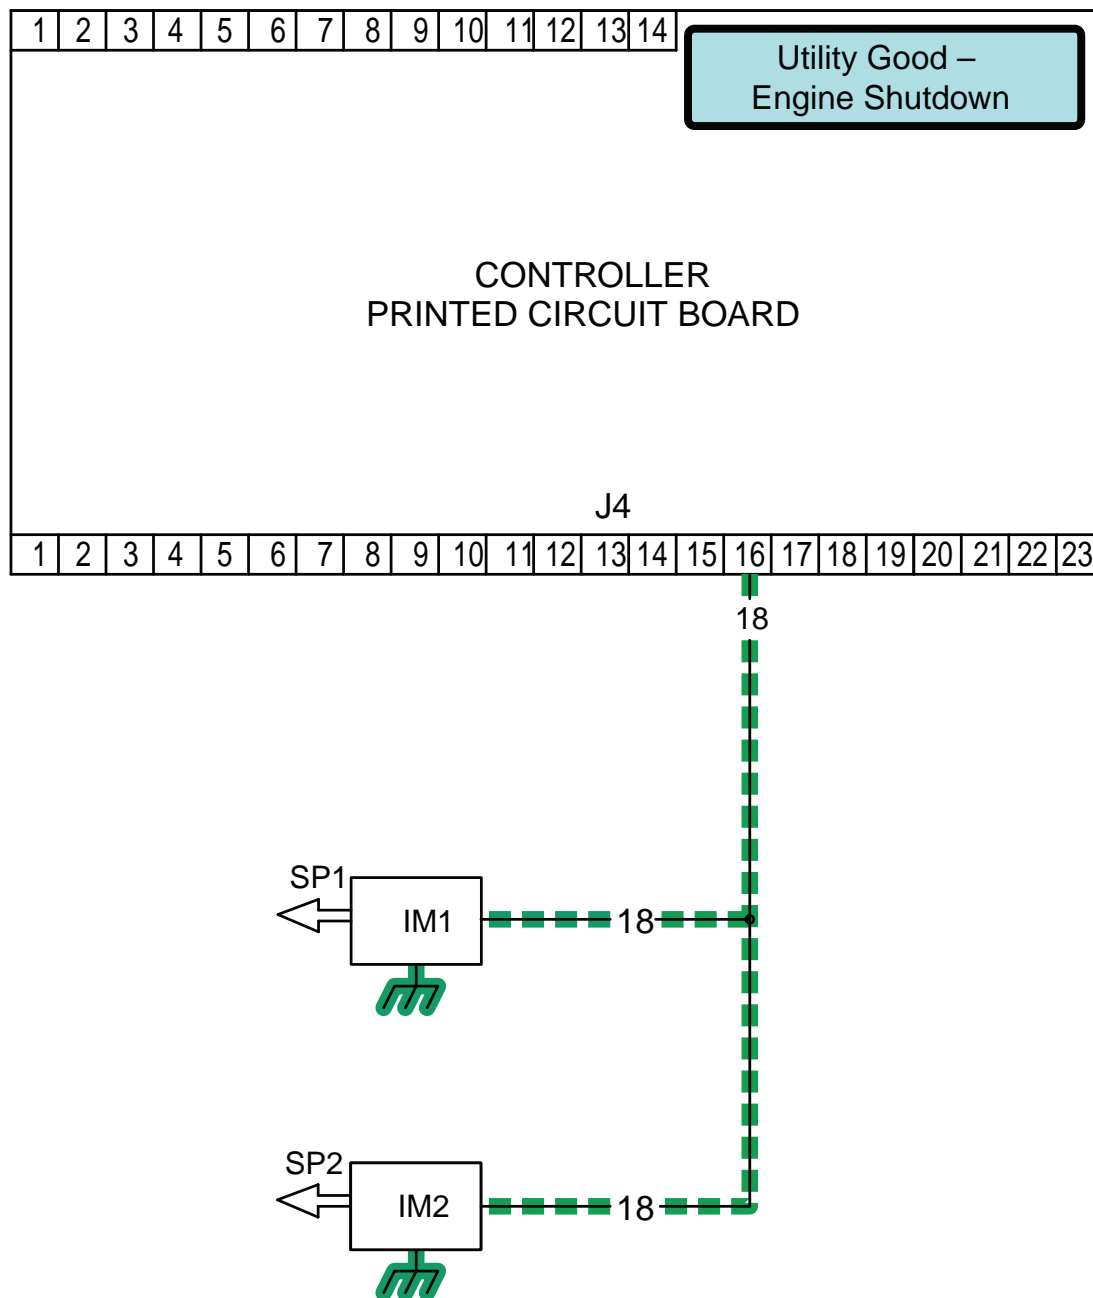 1 2 3 4 5 6 7 8 9 10 11 12 13 14
Utility Good –
Engine Shutdown
CONTROLLER
PRINTED CIRCUIT BOARD
J4
1 2 3 4 5 6 7 8 9 10 11 12 13 14 15 16 17 18 19 20 21 22 23
18
SP1
IM1
18
SP2
IM2
18